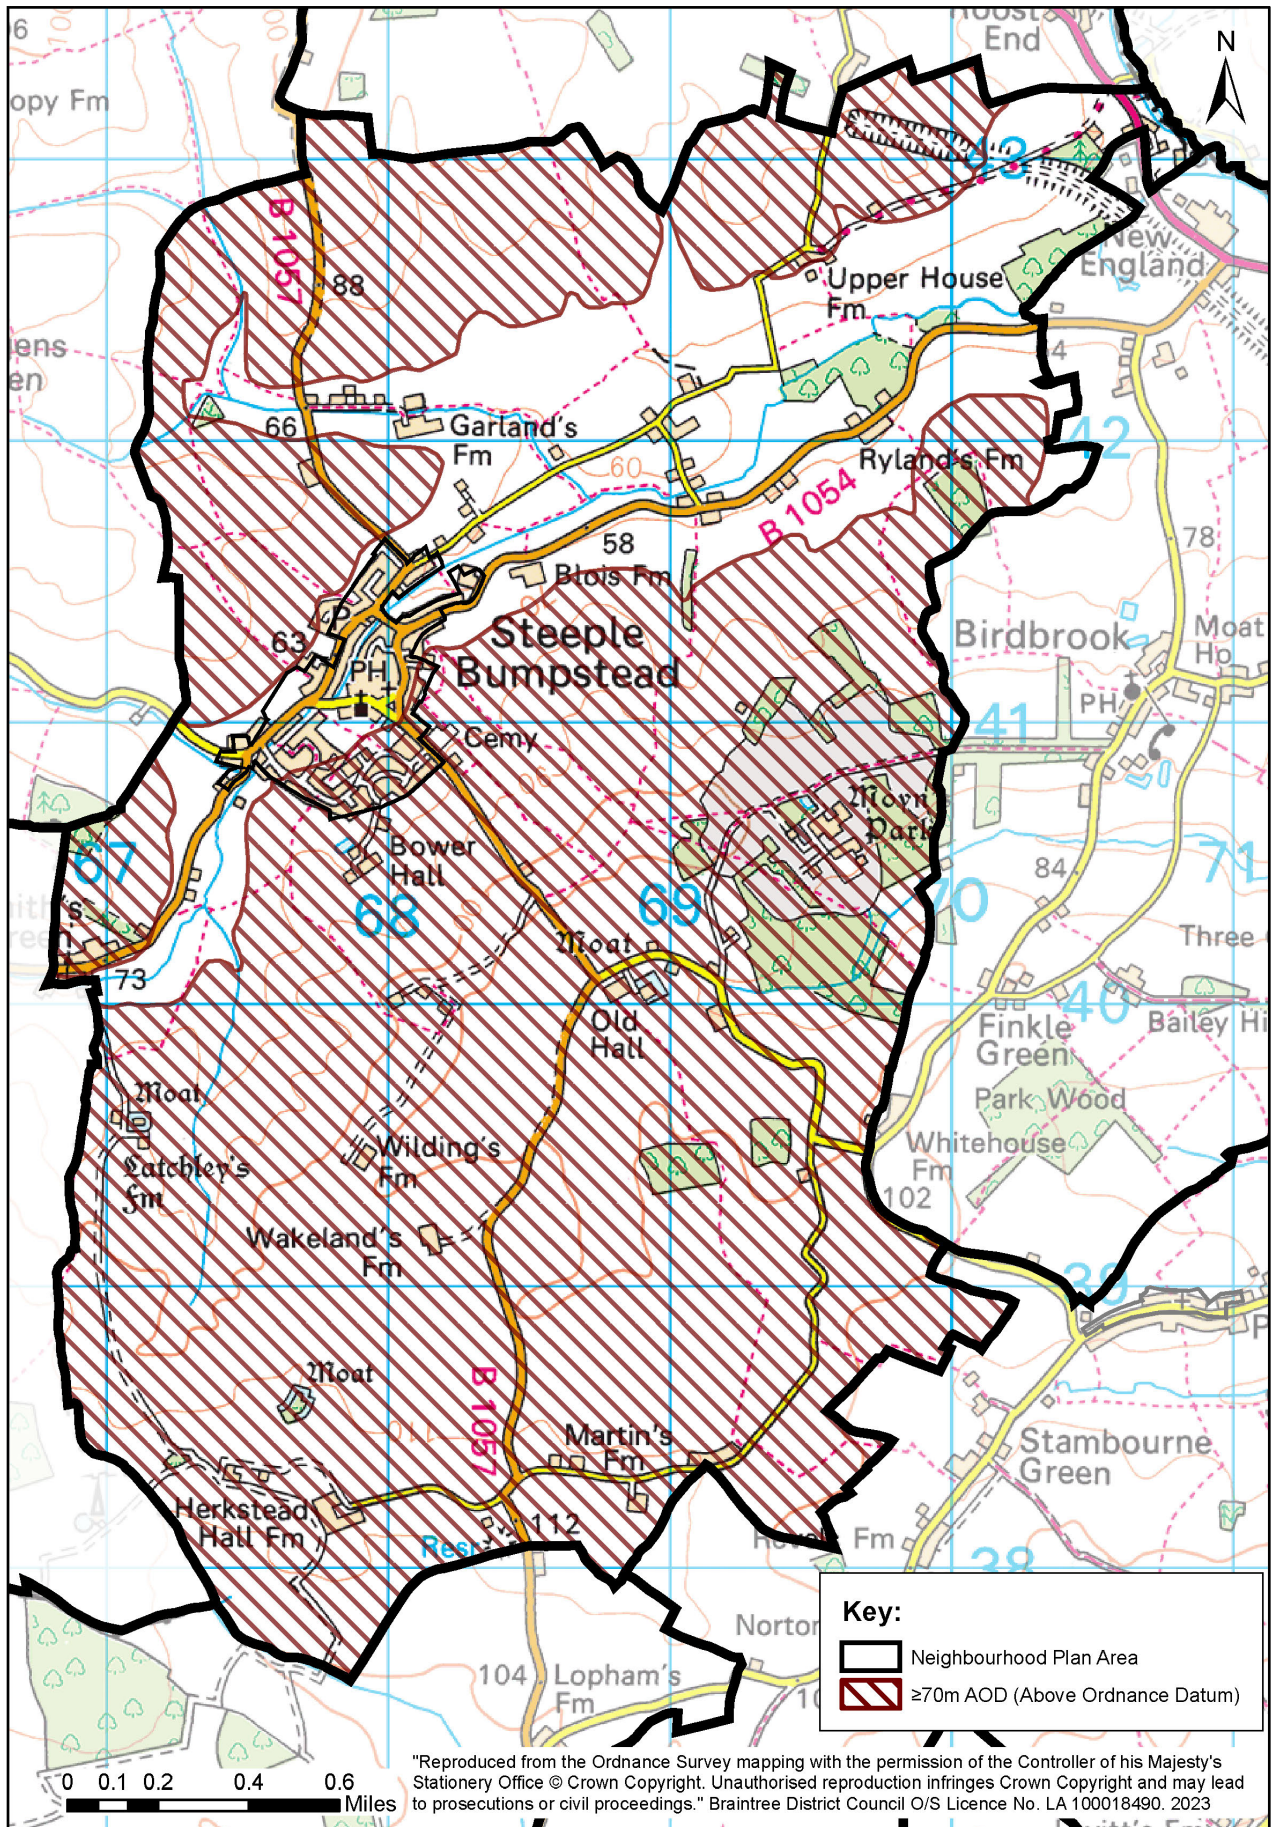 End
N
opy Fm
B 1057
88
43
New
England
Upper House
Fm
66
Garland's
Fm
60
42
Ryland's Fm
B 1054
78
58
Blois Fm
63
P
Steeple
Bumpstead
PH
Birdbrook
Moat
Ho
PH
41
Cemy
90
Moyn's
Park
67
Bower
Hall
84
71
68
69
70
90
Moat
Three
73
Old
Hall
40
Finkle
Green
Bailey Hi
Moat
Park Wood
Wilding's
Fm
Whitehouse
Fm
Latchley's
Fm
102
Wakeland's
Fm
39
Moat
B 1057
110
Martin's
Fm
Stambourne
Green
Herkstead
Hall Fm
112
Resr
Fm
38
Key:
Neighbourhood Plan Area
≥70m AOD (Above Ordnance Datum)
Norton
104
Lopham's
Fm
"Reproduced from the Ordnance Survey mapping with the permission of the Controller of his Majesty's
Stationery Office © Crown Copyright. Unauthorised reproduction infringes Crown Copyright and may lead
to prosecutions or civil proceedings." Braintree District Council O/S Licence No. LA 100018490. 2023
0 0.1 0.2 0.4 0.6
Miles